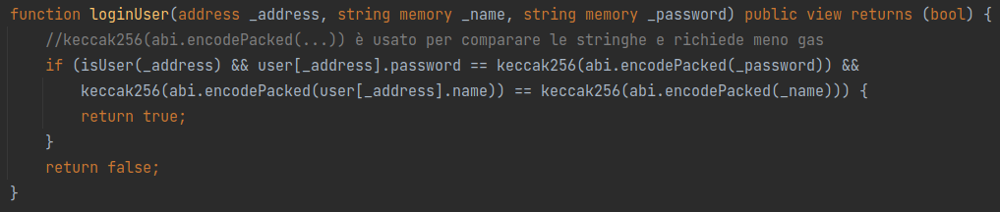 function loginUser(address _address, string memory _name, string memory _password) public view returns (bool) {
    //keccak256(abi.encodePacked(...)) è usato per comparare le stringhe e richiede meno gas
    if (isUser(_address) && user[_address].password == keccak256(abi.encodePacked(_password)) &&
        keccak256(abi.encodePacked(user[_address].name)) == keccak256(abi.encodePacked(_name))) {
        return true;
    }
    return false;
}